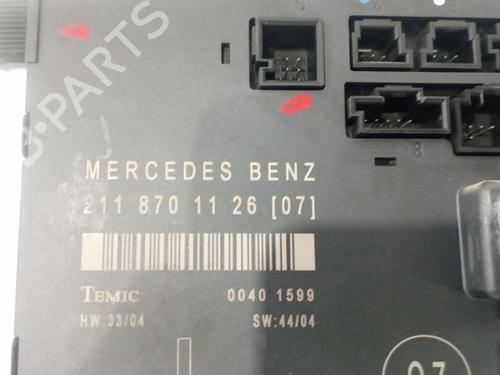 B-PARTS
MERCEDES BENZ
211 870 11 26 [07]
TEMIC 0040 1599
HW:33/04 SW:44/04
07
B